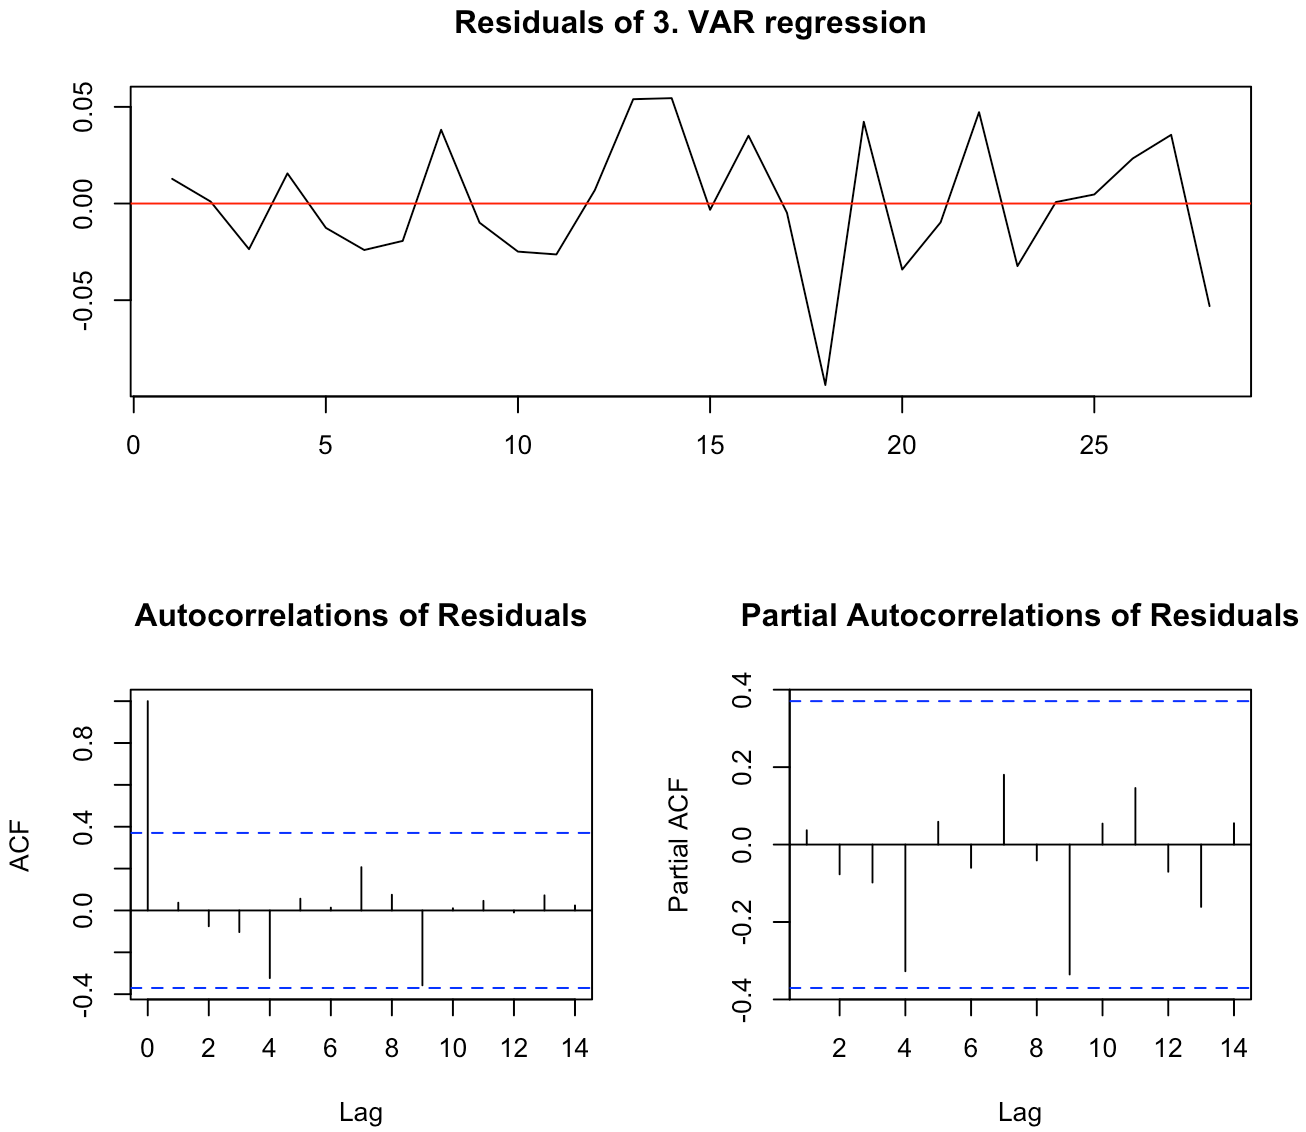 Residuals of 3. VAR regression
0.05
0.00
-0.05
0 5 10 15 20 25
Autocorrelations of Residuals
ACF
0.8
0.4
0.0
-0.4
0 2 4 6 8 10 12 14
Lag
Partial Autocorrelations of Residuals
Partial ACF
0.4
0.2
0.0
-0.2
-0.4
2 4 6 8 10 12 14
Lag